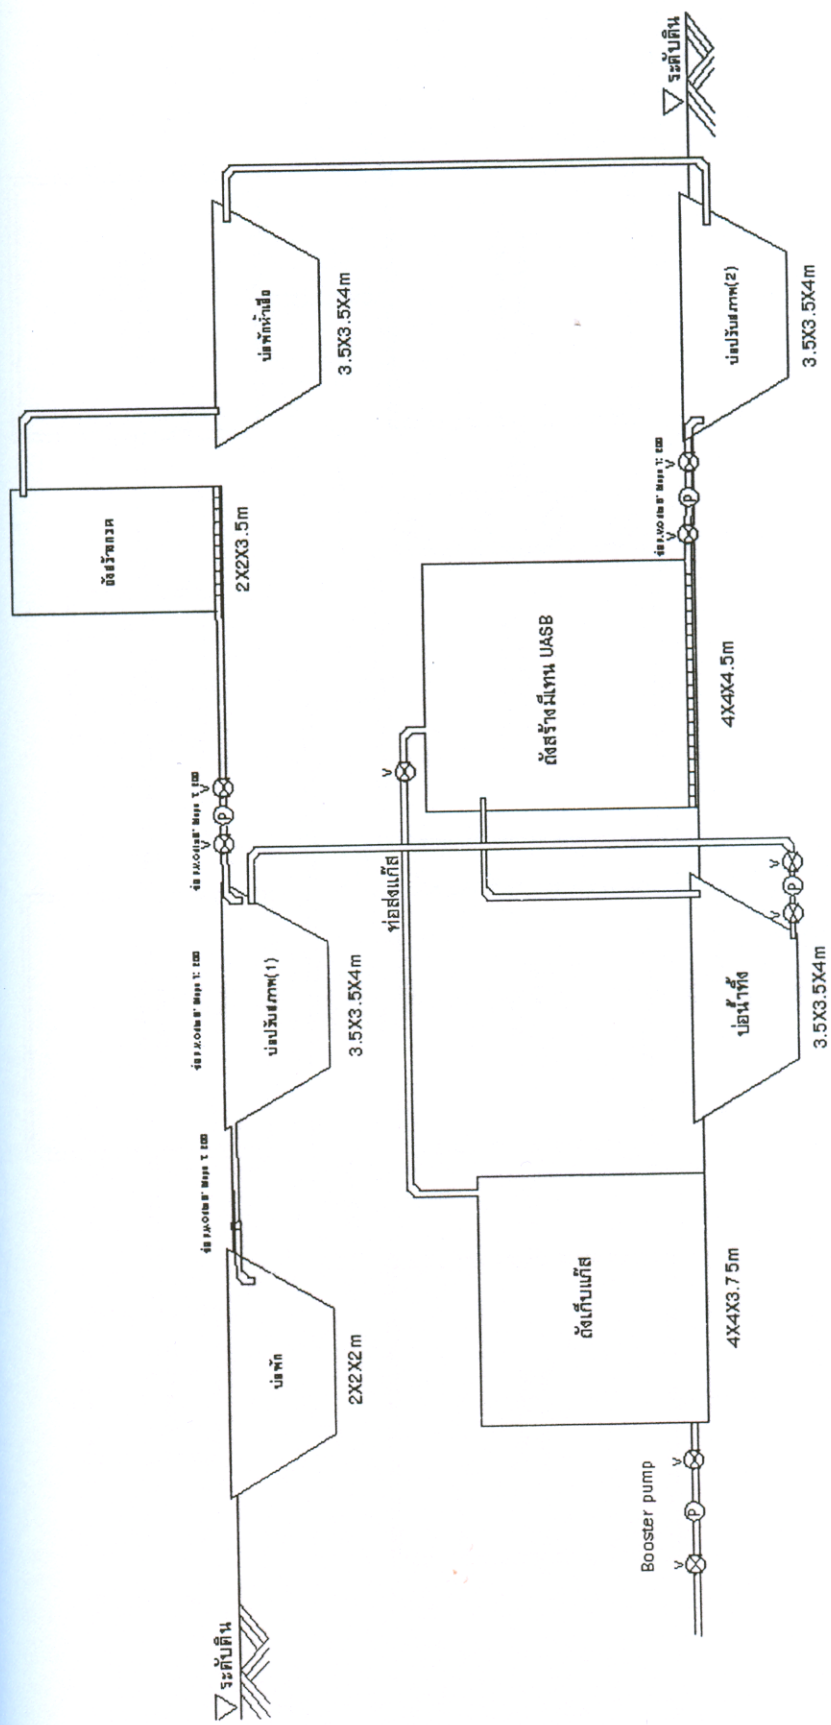 ระดับดิน
บ่อพัก
2X2X2m
บ่อปรับสภาพ(1)
3.5X3.5X4m
V
P
V
ถังสร้างกรด
2X2X3.5m
บ่อพักน้ำเสีย
3.5X3.5X4m
Booster pump
V
P
V
ถังเก็บแก๊ส
4X4X3.75m
ท่อส่งแก๊ส
V
บ่อน้ำทิ้ง
3.5X3.5X4m
V
P
V
ถังสร้างมีเทน UASB
4X4X4.5m
V
P
V
บ่อปรับสภาพ(2)
3.5X3.5X4m
ระดับดิน